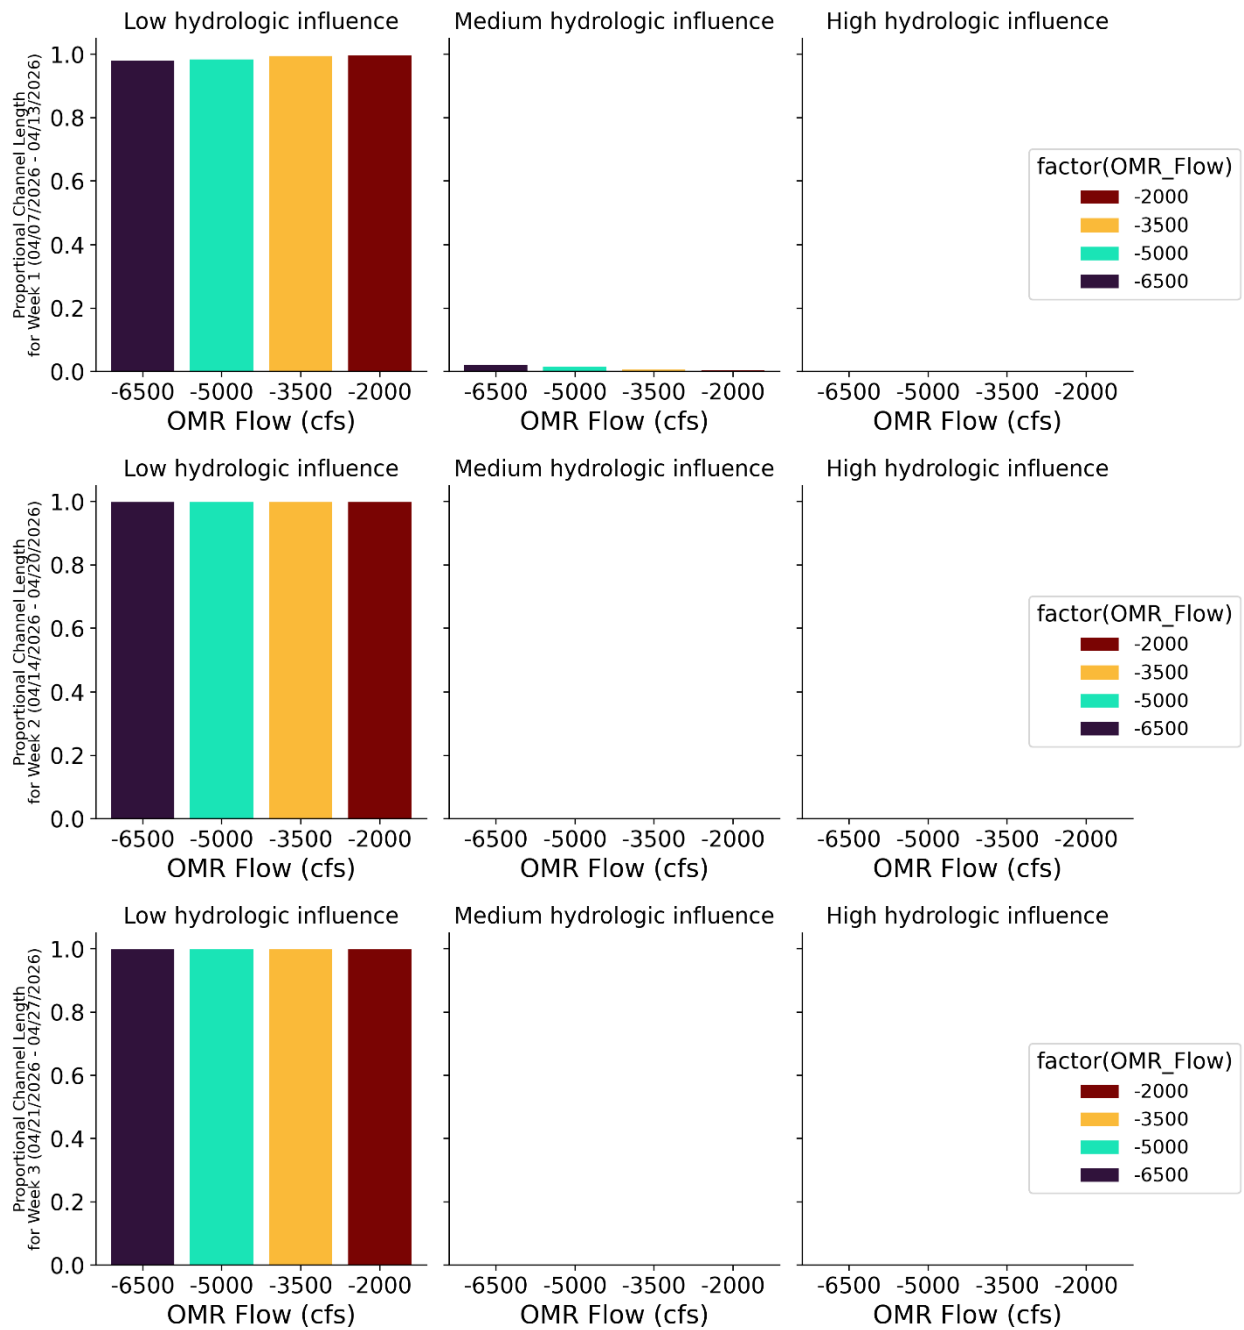 Low hydrologic influence
Medium hydrologic influence
High hydrologic influence
Proportional Channel Length
for Week 1 (04/07/2026 - 04/13/2026)
1.0
0.8
0.6
0.4
0.2
0.0
-6500 -5000 -3500 -2000
OMR Flow (cfs)
-6500 -5000 -3500 -2000
OMR Flow (cfs)
-6500 -5000 -3500 -2000
OMR Flow (cfs)
factor(OMR_Flow)
-2000
-3500
-5000
-6500
Low hydrologic influence
Medium hydrologic influence
High hydrologic influence
Proportional Channel Length
for Week 2 (04/14/2026 - 04/20/2026)
1.0
0.8
0.6
0.4
0.2
0.0
-6500 -5000 -3500 -2000
OMR Flow (cfs)
-6500 -5000 -3500 -2000
OMR Flow (cfs)
-6500 -5000 -3500 -2000
OMR Flow (cfs)
factor(OMR_Flow)
-2000
-3500
-5000
-6500
Low hydrologic influence
Medium hydrologic influence
High hydrologic influence
Proportional Channel Length
for Week 3 (04/21/2026 - 04/27/2026)
1.0
0.8
0.6
0.4
0.2
0.0
-6500 -5000 -3500 -2000
OMR Flow (cfs)
-6500 -5000 -3500 -2000
OMR Flow (cfs)
-6500 -5000 -3500 -2000
OMR Flow (cfs)
factor(OMR_Flow)
-2000
-3500
-5000
-6500